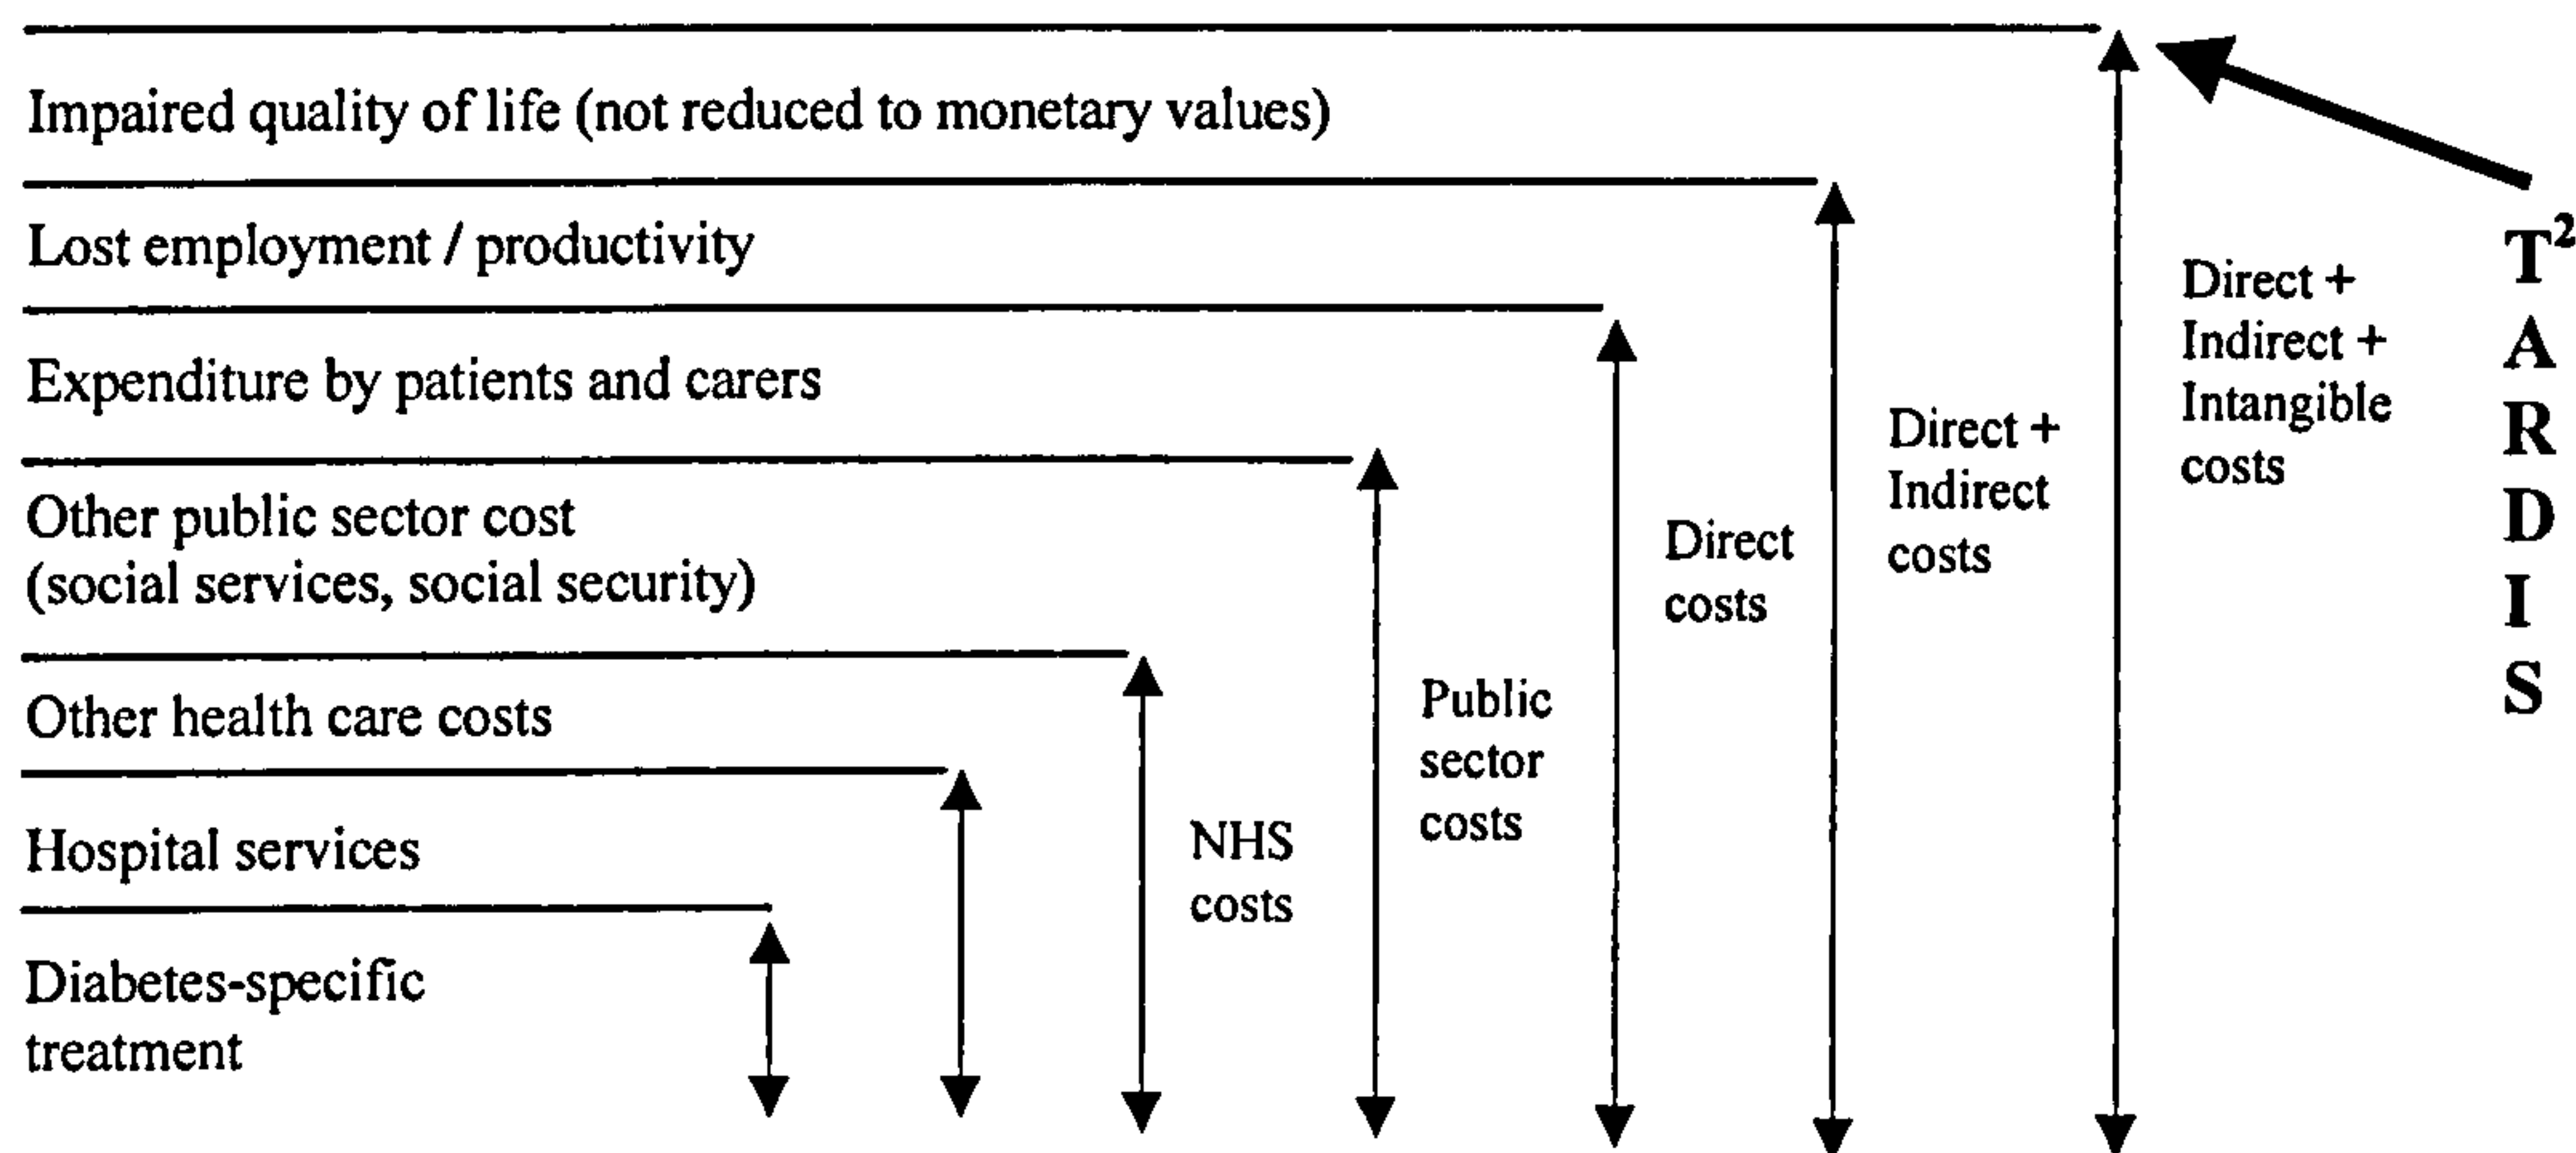 Impaired quality of life (not reduced to monetary values)
Lost employment / productivity
Expenditure by patients and carers
Other public sector cost
(social services, social security)
Other health care costs
Hospital services
Diabetes-specific
treatment
NHS
costs
Public
sector
costs
Direct
costs
Direct +
Indirect
costs
Direct +
Indirect +
Intangible
costs
T²
A
R
D
I
S